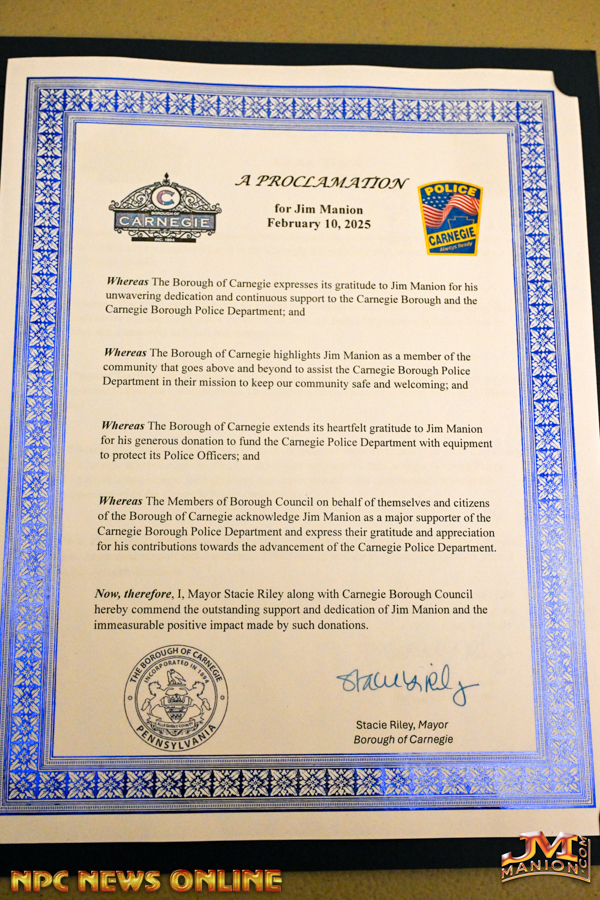 A PROCLAMATION
for Jim Manion
February 10, 2025
BOROUGH OF
CARNEGIE
INC. 1894
POLICE
CARNEGIE
Always Ready
Whereas The Borough of Carnegie expresses its gratitude to Jim Manion for his
unwavering dedication and continuous support to the Carnegie Borough and the
Carnegie Borough Police Department; and
Whereas The Borough of Carnegie highlights Jim Manion as a member of the
community that goes above and beyond to assist the Carnegie Borough Police
Department in their mission to keep our community safe and welcoming; and
Whereas The Borough of Carnegie extends its heartfelt gratitude to Jim Manion
for his generous donation to fund the Carnegie Police Department with equipment
to protect its Police Officers; and
Whereas The Members of Borough Council on behalf of themselves and citizens
of the Borough of Carnegie acknowledge Jim Manion as a major supporter of the
Carnegie Borough Police Department and express their gratitude and appreciation
for his contributions towards the advancement of the Carnegie Police Department.
Now, therefore, I, Mayor Stacie Riley along with Carnegie Borough Council
hereby commend the outstanding support and dedication of Jim Manion and the
immeasurable positive impact made by such donations.
THE BOROUGH OF CARNEGIE
INCORPORATED IN 1894
PENNSYLVANIA
Stacie Riley
Stacie Riley, Mayor
Borough of Carnegie
NPC NEWS ONLINE
JM
MANION.COM